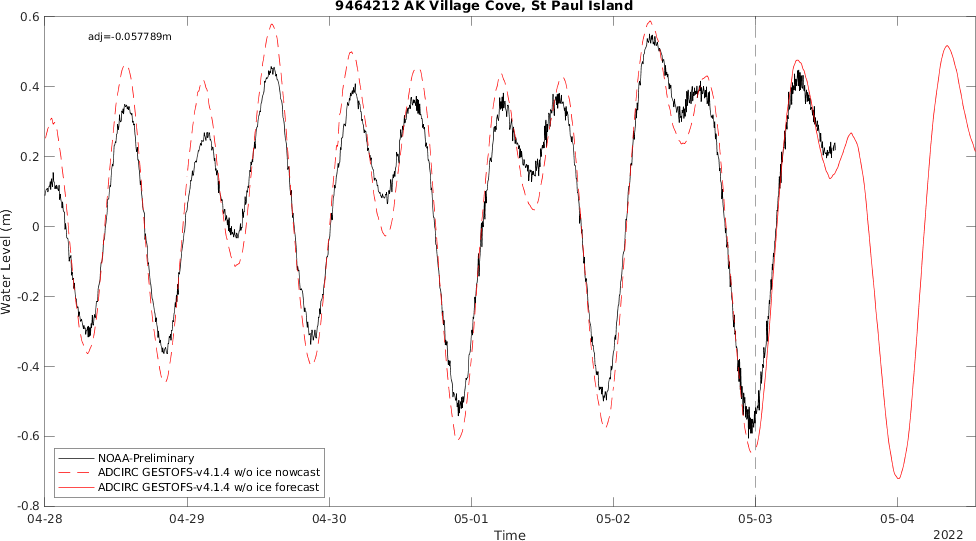 9464212 AK Village Cove, St Paul Island
adj=-0.057789m
0.6
0.4
0.2
0
-0.2
-0.4
-0.6
-0.8
Water Level (m)
NOAA-Preliminary
ADCIRC GESTOFS-v4.1.4 w/o ice nowcast
ADCIRC GESTOFS-v4.1.4 w/o ice forecast
04-28 04-29 04-30 05-01 05-02 05-03 05-04
Time
2022